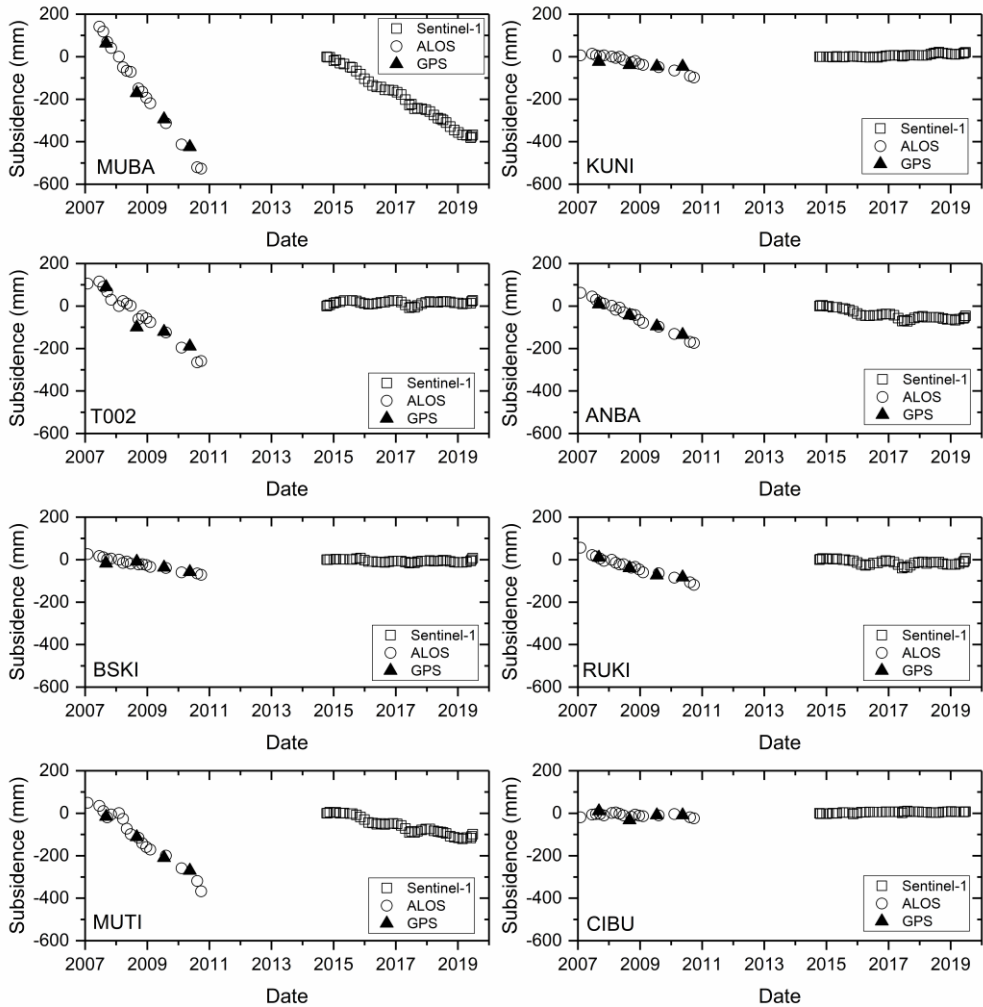 Subsidence (mm)
200
0
-200
-400
-600
Sentinel-1
ALOS
GPS
MUBA
2007 2009 2011 2013 2015 2017 2019
Date
Subsidence (mm)
200
0
-200
-400
-600
Sentinel-1
ALOS
GPS
KUNI
2007 2009 2011 2013 2015 2017 2019
Date
Subsidence (mm)
200
0
-200
-400
-600
Sentinel-1
ALOS
GPS
T002
2007 2009 2011 2013 2015 2017 2019
Date
Subsidence (mm)
200
0
-200
-400
-600
Sentinel-1
ALOS
GPS
ANBA
2007 2009 2011 2013 2015 2017 2019
Date
Subsidence (mm)
200
0
-200
-400
-600
Sentinel-1
ALOS
GPS
BSKI
2007 2009 2011 2013 2015 2017 2019
Date
Subsidence (mm)
200
0
-200
-400
-600
Sentinel-1
ALOS
GPS
RUKI
2007 2009 2011 2013 2015 2017 2019
Date
Subsidence (mm)
200
0
-200
-400
-600
Sentinel-1
ALOS
GPS
MUTI
2007 2009 2011 2013 2015 2017 2019
Date
Subsidence (mm)
200
0
-200
-400
-600
Sentinel-1
ALOS
GPS
CIBU
2007 2009 2011 2013 2015 2017 2019
Date